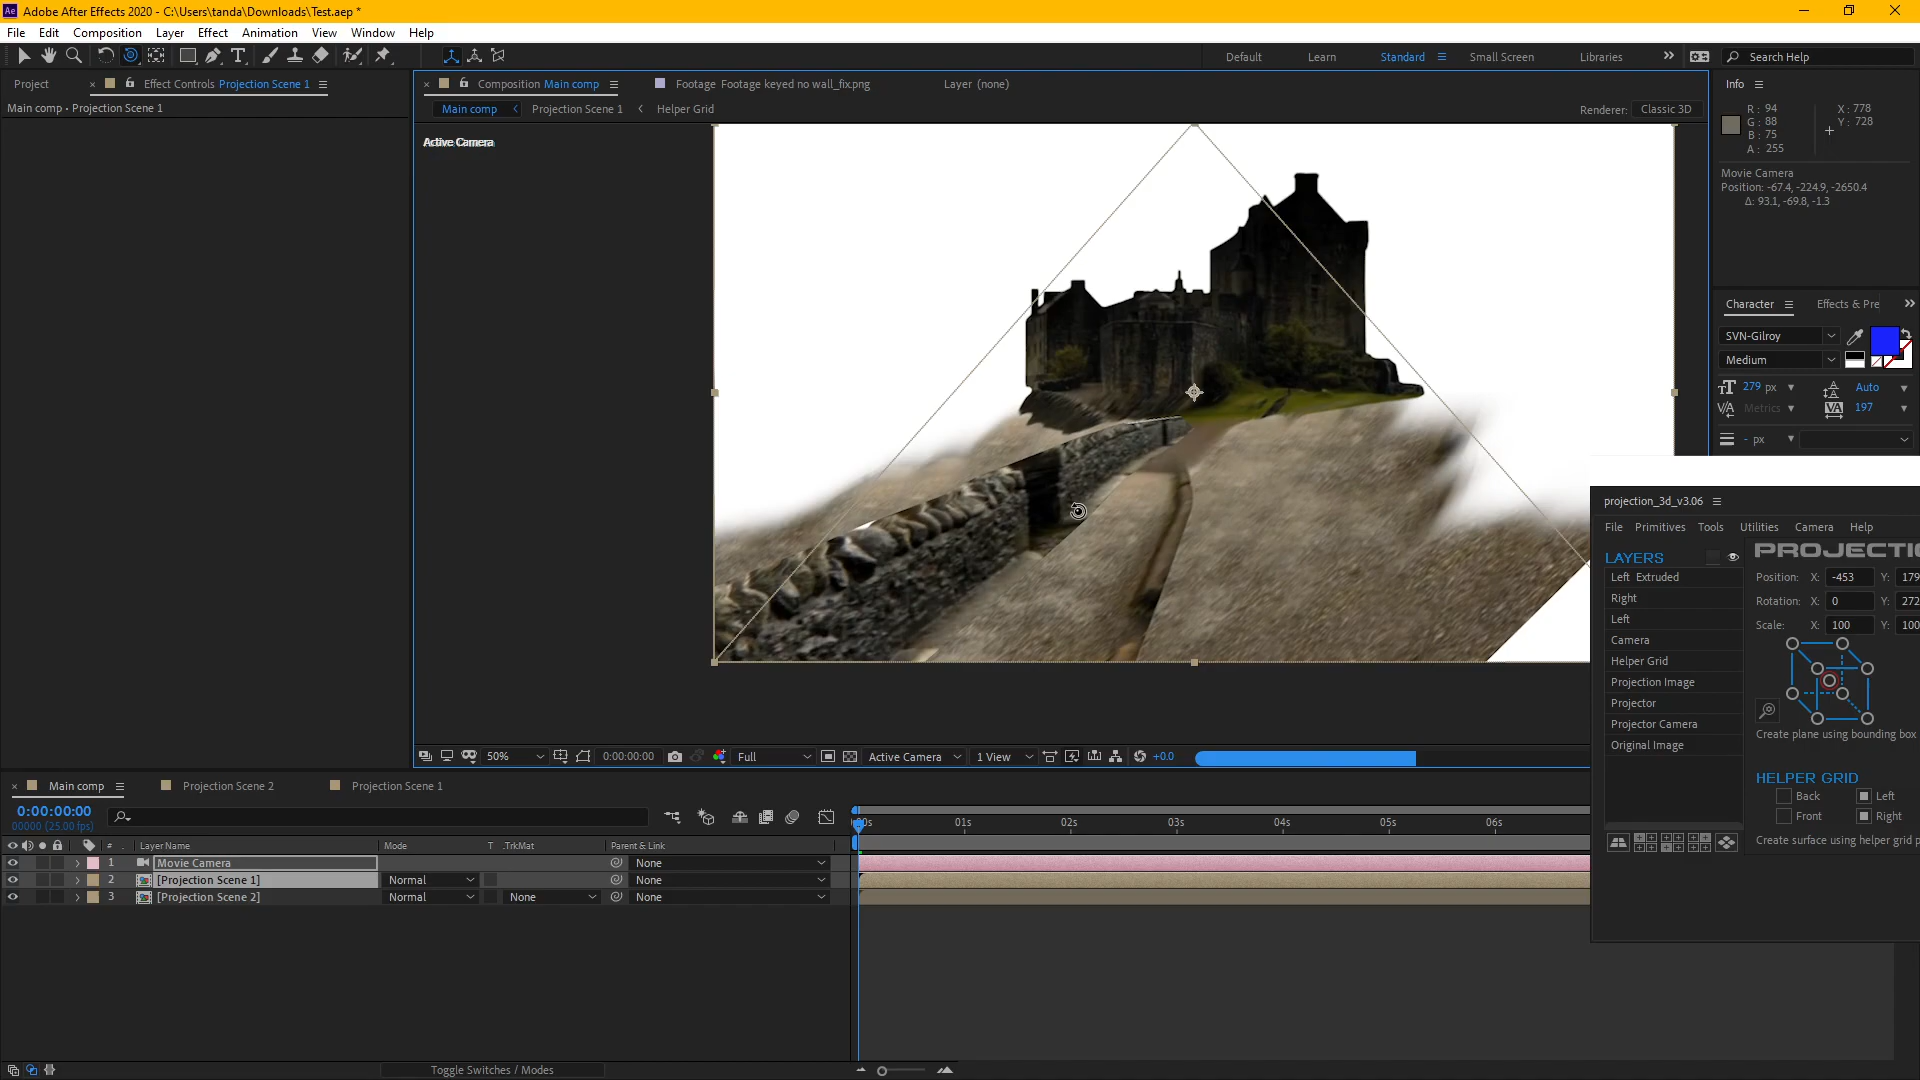 Adobe After Effects 2020 - C:\Users\tanda\Downloads\Test.aep *
File Edit Composition Layer Effect Animation View Window Help
Default Learn Standard Small Screen Libraries Search Help
Project Effect Controls Projection Scene 1
Main comp • Projection Scene 1
Composition Main comp Footage Footage keyed no wall_fix.png Layer (none)
Main comp Projection Scene 1 Helper Grid Renderer: Classic 3D
Active Camera
Info
R: 94 X: 778
G: 88 Y: 728
B: 75
A: 255
Movie Camera
Position: -67.4, -224.9, -2650.4
Δ: 93.1, -69.8, -1.3
Character Effects & Pre
SVN-Gilroy
Medium
279 px Auto
Metrics 197
- px
projection_3d_v3.06
File Primitives Tools Utilities Camera Help
LAYERS
Left Extruded
Right
Left
Camera
Helper Grid
Projection Image
Projector
Projector Camera
Original Image
PROJECTIO
Position: X: -453 Y: 179
Rotation: X: 0 Y: 272
Scale: X: 100 Y: 100
Create plane using bounding box
HELPER GRID
Back Left
Front Right
Create surface using helper grid p
50% 0:00:00:00 Full Active Camera 1 View +0.0
Main comp Projection Scene 2 Projection Scene 1
0:00:00:00
00000 (25.00 fps)
00s 01s 02s 03s 04s 05s 06s
# Layer Name Mode T .TrkMat Parent & Link
1 Movie Camera None
2 [Projection Scene 1] Normal None
3 [Projection Scene 2] Normal None None
Toggle Switches / Modes